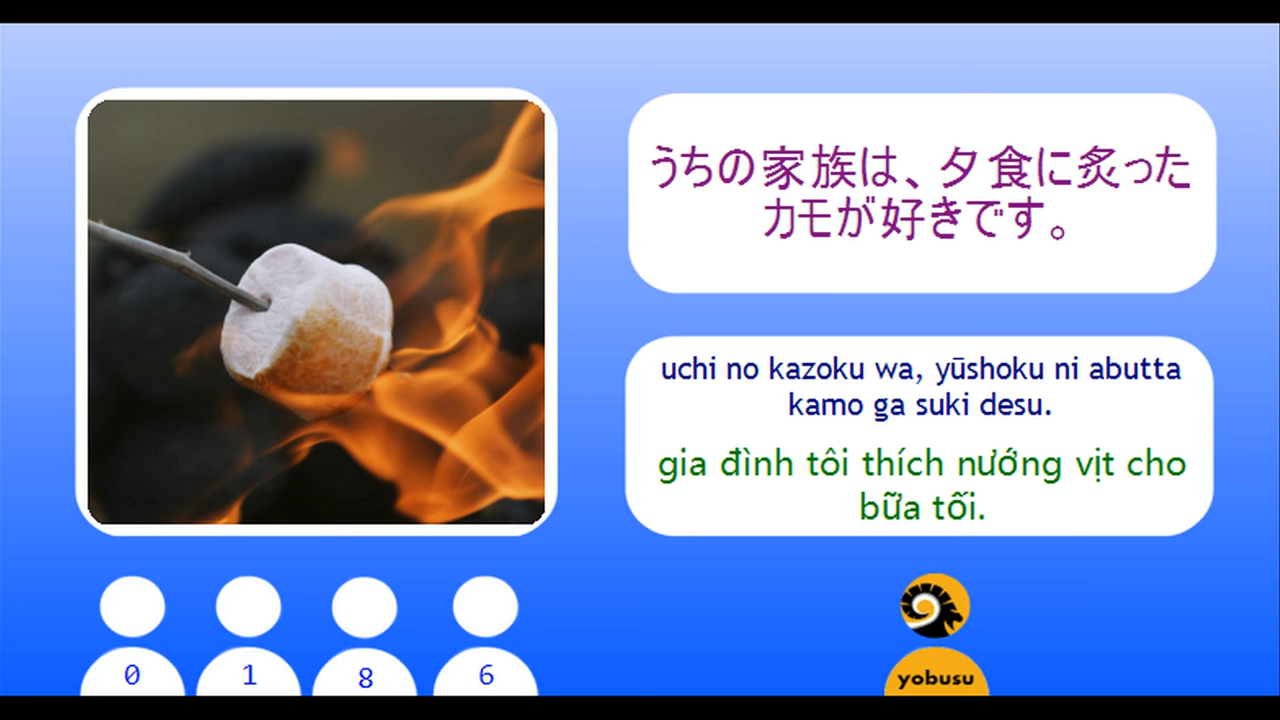 うちの家族は、夕食に炙った
カモが好きです。
uchi no kazoku wa, yūshoku ni abutta
kamo ga suki desu.
gia đình tôi thích nướng vịt cho
bữa tối.
0 1 8 6
yobusu